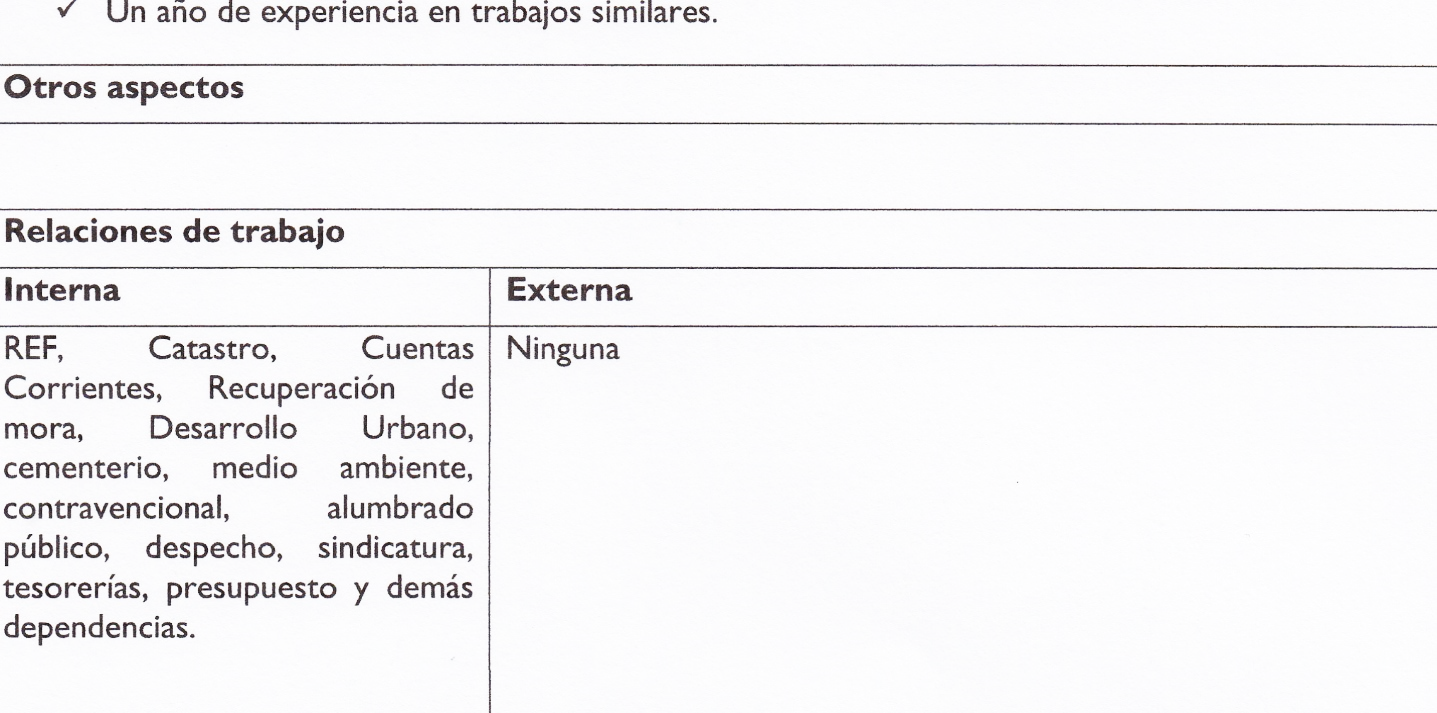 ✓ Un año de experiencia en trabajos similares.
Otros aspectos
Relaciones de trabajo
Interna
Externa
REF, Catastro, Cuentas
Corrientes, Recuperación de
mora, Desarrollo Urbano,
cementerio, medio ambiente,
contravencional, alumbrado
público, despecho, sindicatura,
tesorerías, presupuesto y demás
dependencias.
Ninguna